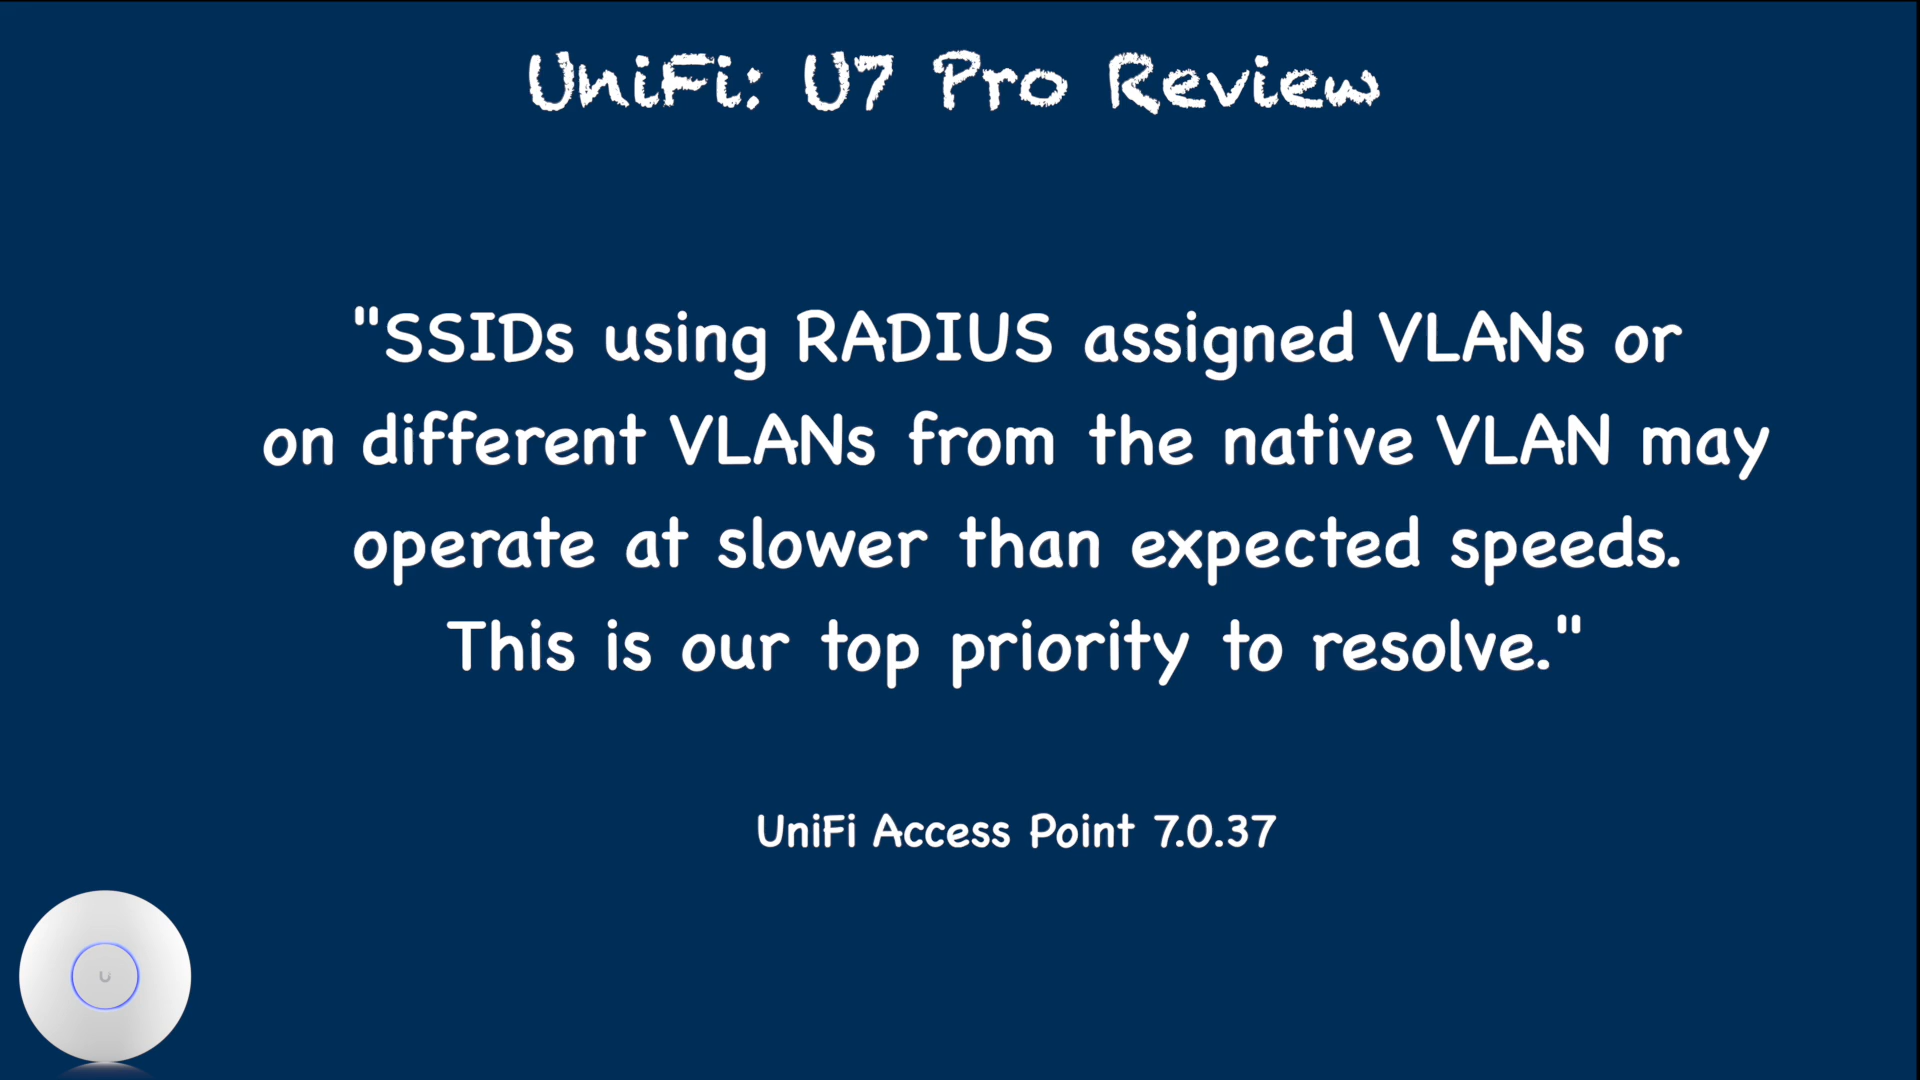 UniFi: U7 Pro Review
"SSIDs using RADIUS assigned VLANs or
on different VLANs from the native VLAN may
operate at slower than expected speeds.
This is our top priority to resolve."
UniFi Access Point 7.0.37
U